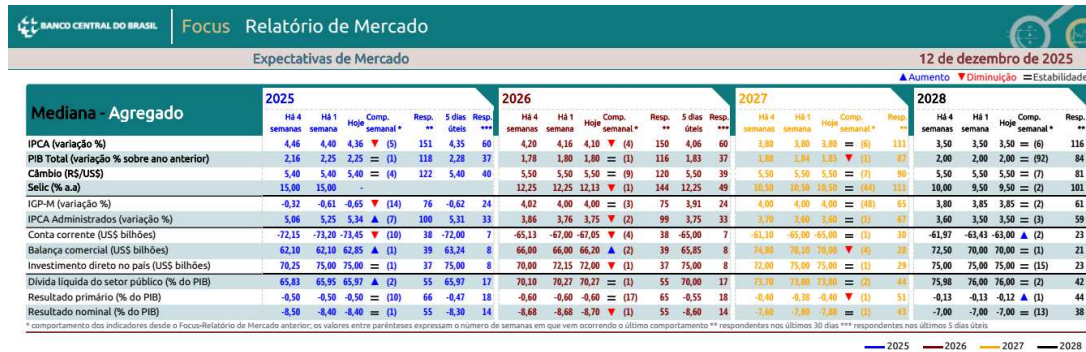 BANCO CENTRAL DO BRASIL Focus Relatório de Mercado
Expectativas de Mercado 12 de dezembro de 2025
▲Aumento ▼Diminuição =Estabilidade
Mediana - Agregado 2025 2026 2027 2028
Há 4 semanas Há 1 semana Hoje Comp. semanal * Resp. ** 5 dias úteis Resp. *** Há 4 semanas Há 1 semana Hoje Comp. semanal * Resp. ** 5 dias úteis Resp. *** Há 4 semanas Há 1 semana Hoje Comp. semanal * Resp. ** Há 4 semanas Há 1 semana Hoje Comp. semanal * Resp. **
IPCA (variação %) 4,46 4,40 4,36 ▼ (5) 151 4,35 60 4,20 4,16 4,10 ▼ (4) 150 4,06 60 3,80 3,80 3,80 = (6) 131 3,50 3,50 3,50 = (6) 116
PIB Total (variação % sobre ano anterior) 2,16 2,25 2,25 = (1) 118 2,28 37 1,78 1,80 1,80 = (1) 116 1,83 37 1,88 1,84 1,83 ▼ (1) 87 2,00 2,00 2,00 = (92) 84
Câmbio (R$/US$) 5,40 5,40 5,40 = (4) 122 5,40 40 5,50 5,50 5,50 = (9) 120 5,50 39 5,50 5,50 5,50 = (7) 90 5,50 5,50 5,50 = (7) 81
Selic (% a.a) 15,00 15,00 - 12,25 12,25 12,13 ▼ (1) 144 12,25 49 10,50 10,50 10,50 = (44) 111 10,00 9,50 9,50 = (2) 101
IGP-M (variação %) -0,32 -0,61 -0,65 ▼ (14) 76 -0,62 24 4,02 4,00 4,00 = (3) 75 3,91 24 4,00 4,00 4,00 = (48) 65 3,80 3,85 3,85 = (2) 61
IPCA Administrados (variação %) 5,06 5,25 5,34 ▲ (7) 100 5,31 33 3,86 3,76 3,75 ▼ (2) 99 3,75 33 3,70 3,60 3,60 = (1) 67 3,60 3,50 3,50 = (3) 59
Conta corrente (US$ bilhões) -72,15 -73,20 -73,45 ▼ (10) 38 -72,00 7 -65,13 -67,00 -67,05 ▼ (4) 38 -65,00 7 -61,10 -65,00 -65,00 = (1) 30 -61,97 -63,43 -63,00 ▲ (2) 23
Balança comercial (US$ bilhões) 62,10 62,10 62,85 ▲ (1) 39 63,24 8 66,00 66,00 66,20 ▲ (2) 39 65,85 8 74,80 70,10 70,00 ▼ (4) 28 72,50 70,00 70,00 = (1) 21
Investimento direto no país (US$ bilhões) 70,25 75,00 75,00 = (1) 37 75,00 8 70,00 72,15 72,00 ▼ (1) 37 75,00 8 72,00 75,00 75,00 = (1) 29 75,00 75,00 75,00 = (15) 23
Dívida líquida do setor público (% do PIB) 65,83 65,95 65,97 ▲ (2) 55 65,97 17 70,10 70,27 70,27 = (1) 55 70,00 17 73,70 73,80 73,80 = (2) 44 75,98 76,00 76,00 = (2) 42
Resultado primário (% do PIB) -0,50 -0,50 -0,50 = (10) 66 -0,47 18 -0,60 -0,60 -0,60 = (17) 65 -0,55 18 -0,40 -0,38 -0,40 ▼ (1) 51 -0,13 -0,13 -0,12 ▲ (1) 44
Resultado nominal (% do PIB) -8,50 -8,40 -8,40 = (1) 55 -8,30 14 -8,68 -8,68 -8,70 ▼ (1) 55 -8,60 14 -7,60 -7,80 -7,80 = (1) 43 -7,00 -7,00 -7,00 = (13) 38
* comportamento dos indicadores desde o Focus-Relatório de Mercado anterior; os valores entre parênteses expressam o número de semanas em que vem ocorrendo o último comportamento ** respondentes nos últimos 30 dias *** respondentes nos últimos 5 dias úteis
2025 2026 2027 2028